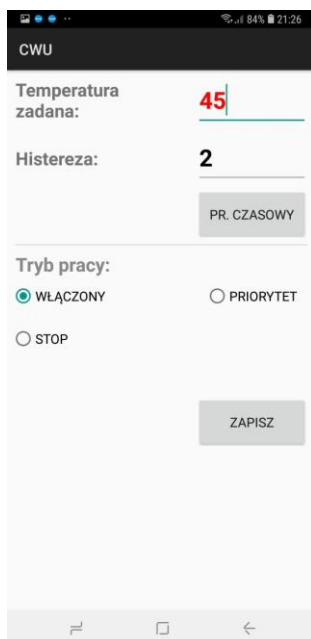 84% 21:26
CWU
Temperatura
zadana:
45
Histereza:
2
PR. CZASOWY
Tryb pracy:
WŁĄCZONY
PRIORYTET
STOP
ZAPISZ